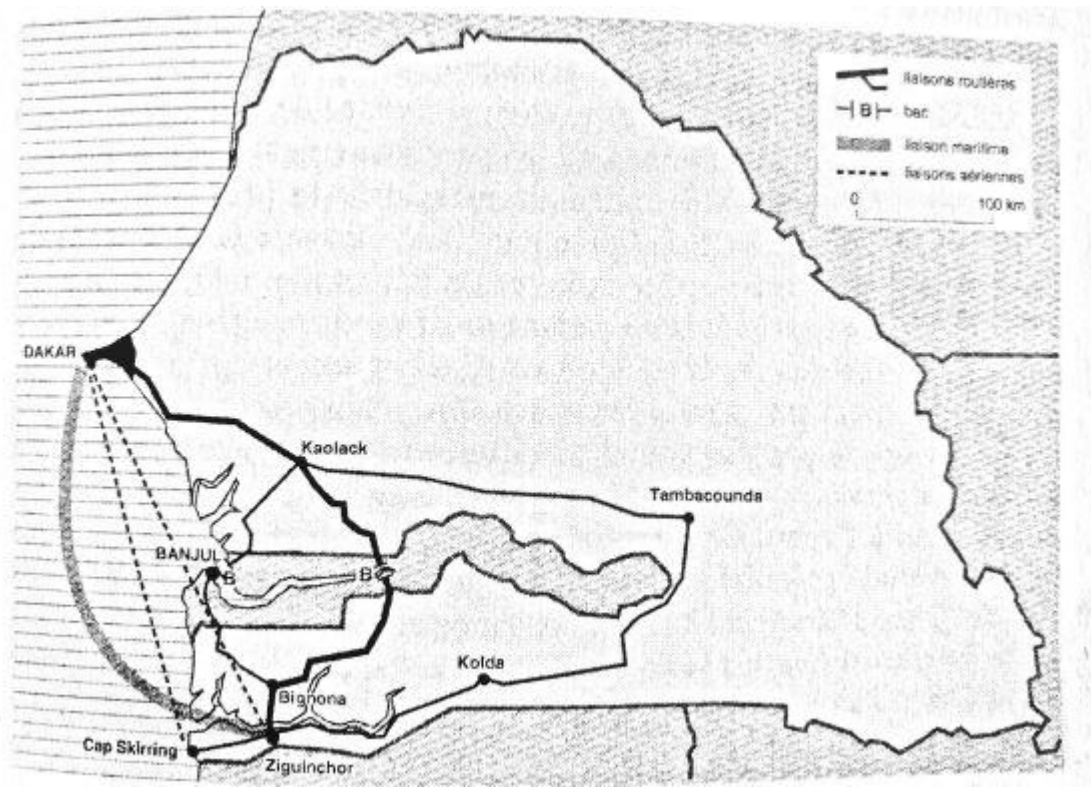 liaisons routières
B bac
liaison maritime
liaisons aériennes
0 100 km
DAKAR
Kaolack
Tambacounda
BANJUL
B
B
Kolda
Bignona
Cap Skirring
Ziguinchor